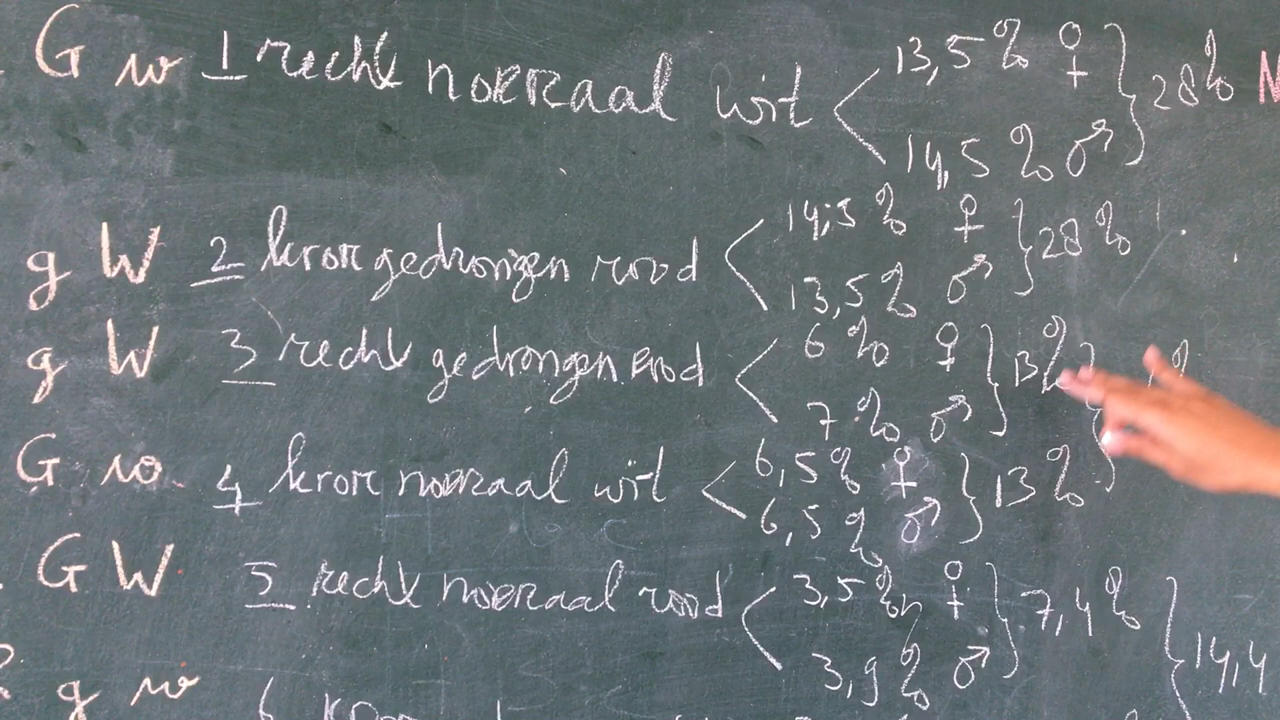 G w 1 recht normaal wit < 13,5 % ♀ } 28%
14,5 % ♂
g W 2 krom gedrongen rood < 14,5 % ♀ } 28%
13,5 % ♂
g W 3 recht gedrongen rood < 6 % ♀ } 13% }
7 % ♂
G w 4 krom normaal wit < 6,5 % ♀ } 13 %
6,5 % ♂
G W 5 recht normaal rood < 3,5 % ♀ } 7,4 % } 14,4
3,9 % ♂
g w 6